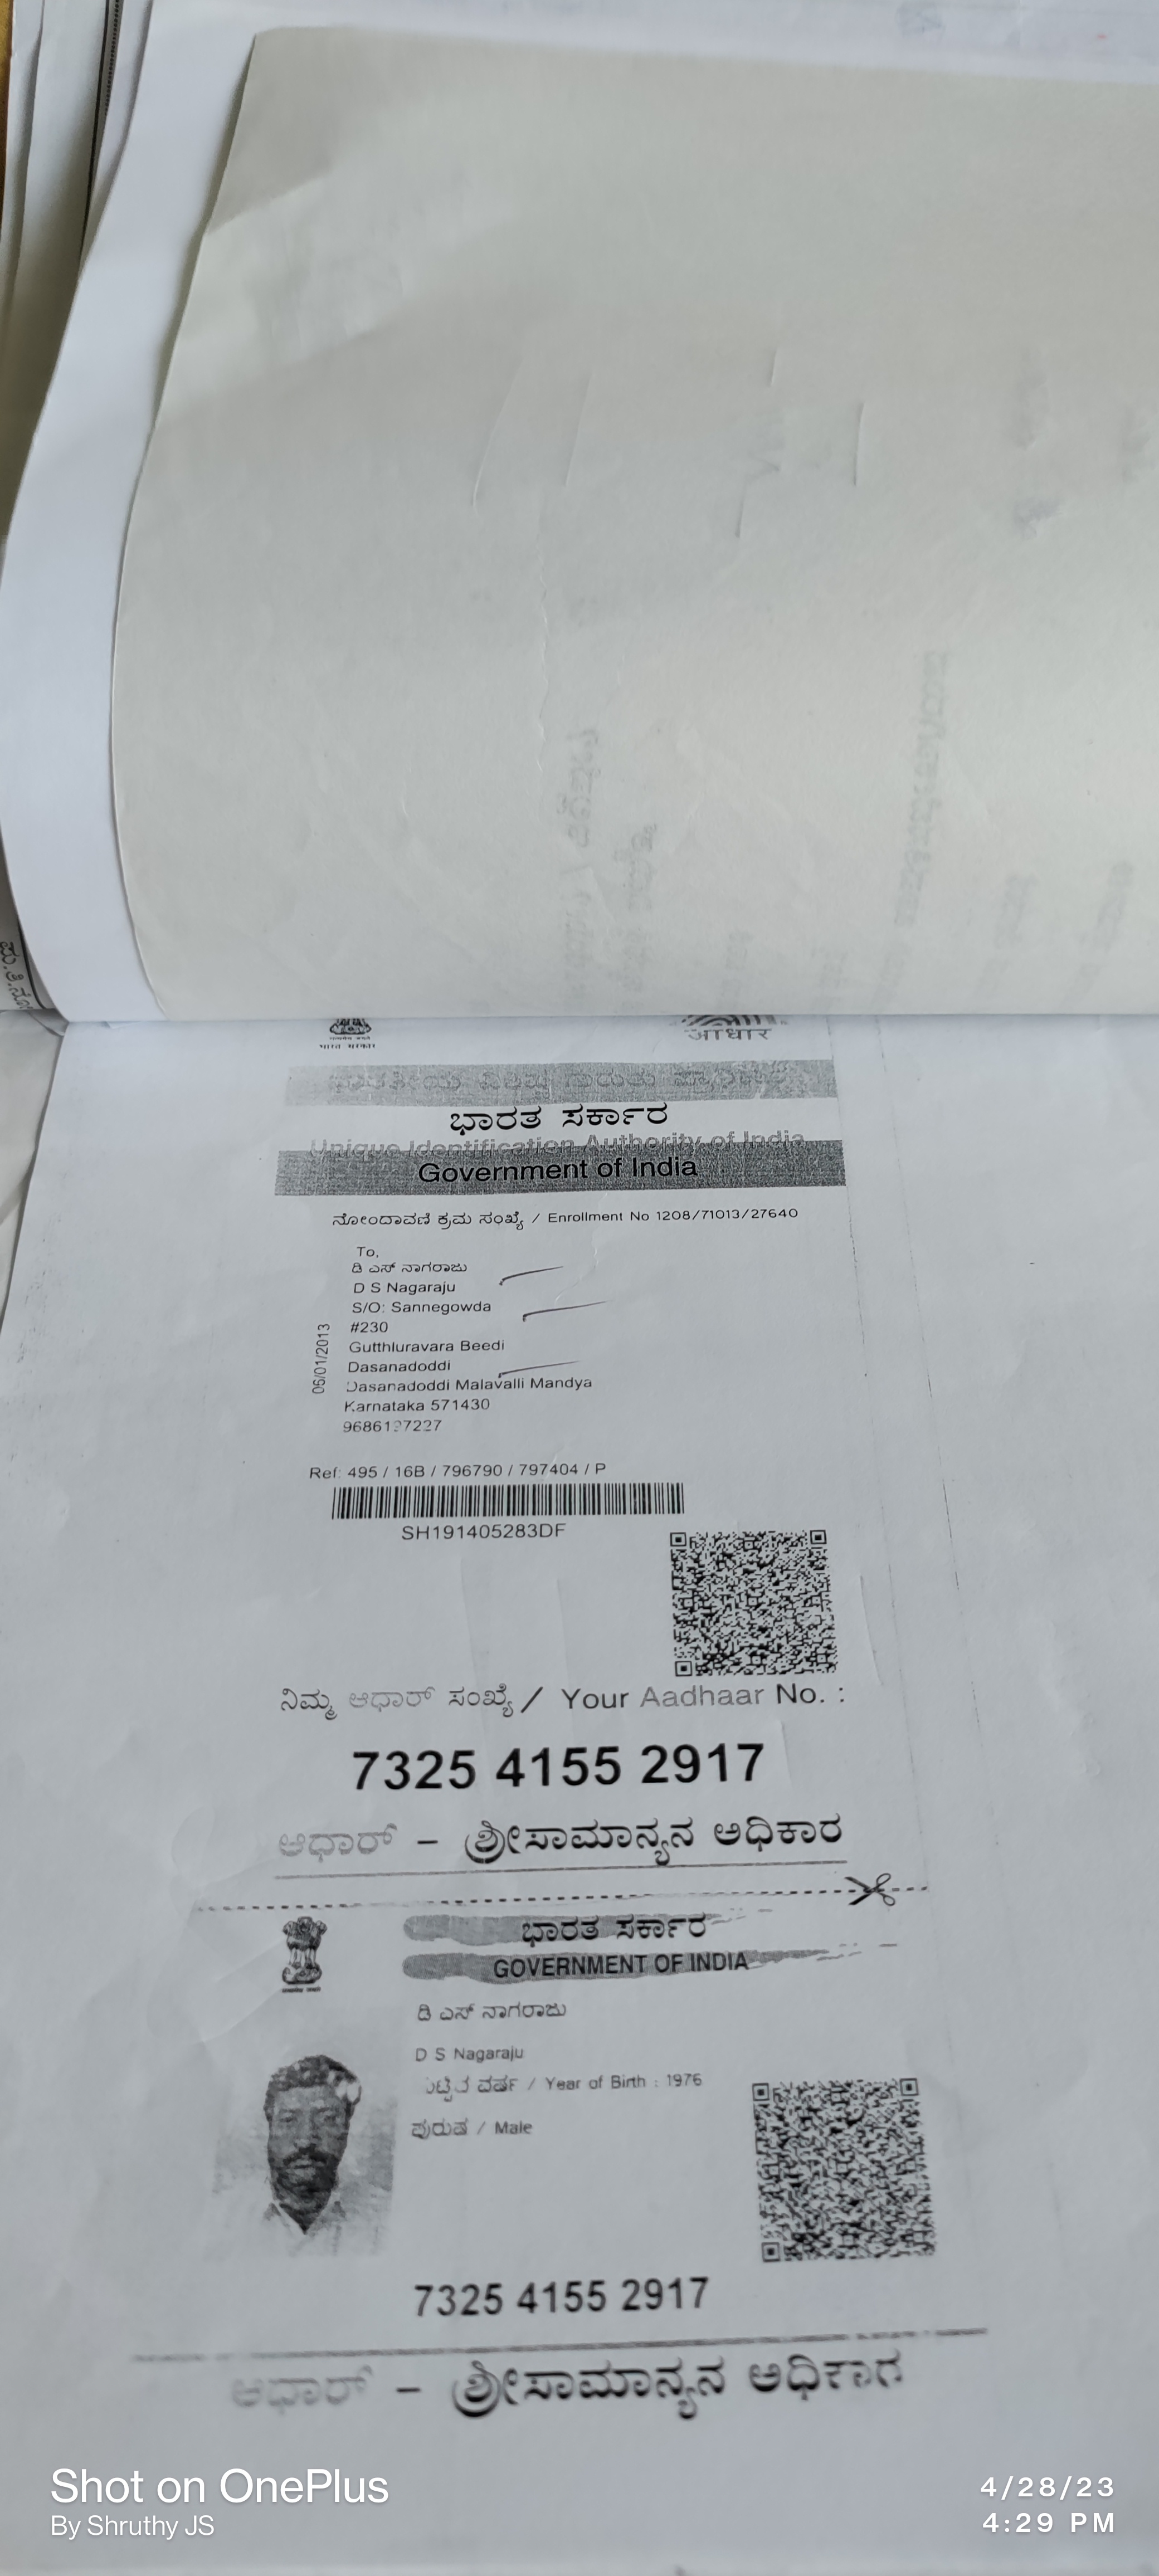 भारत सरकार
आधार
ಭಾರತ ಸರ್ಕಾರ
Unique Identification Authority of India
Government of India
ನೋಂದಾವಣಿ ಕ್ರಮ ಸಂಖ್ಯೆ / Enrollment No 1208/71013/27640
To,
ಡಿ ಎಸ್ ನಾಗರಾಜು
D S Nagaraju
S/O: Sannegowda
#230
Gutthluravara Beedi
Dasanadoddi
Dasanadoddi Malavalli Mandya
Karnataka 571430
Ref: 495 / 16B / 796790 / 797404 / P
SH191405283DF
ನಿಮ್ಮ ಆಧಾರ್ ಸಂಖ್ಯೆ / Your Aadhaar No. :
7325 4155 2917
ಆಧಾರ್ – ಶ್ರೀಸಾಮಾನ್ಯನ ಅಧಿಕಾರ
ಭಾರತ ಸರ್ಕಾರ
GOVERNMENT OF INDIA
ಡಿ ಎಸ್ ನಾಗರಾಜು
D S Nagaraju
ವರ್ಷ / Year of Birth : 1976
ಪುರುಷ / Male
7325 4155 2917
ಆಧಾರ್ – ಶ್ರೀಸಾಮಾನ್ಯನ ಅಧಿಕಾರ
Shot on OnePlus
By Shruthy JS
4/28/23
4:29 PM